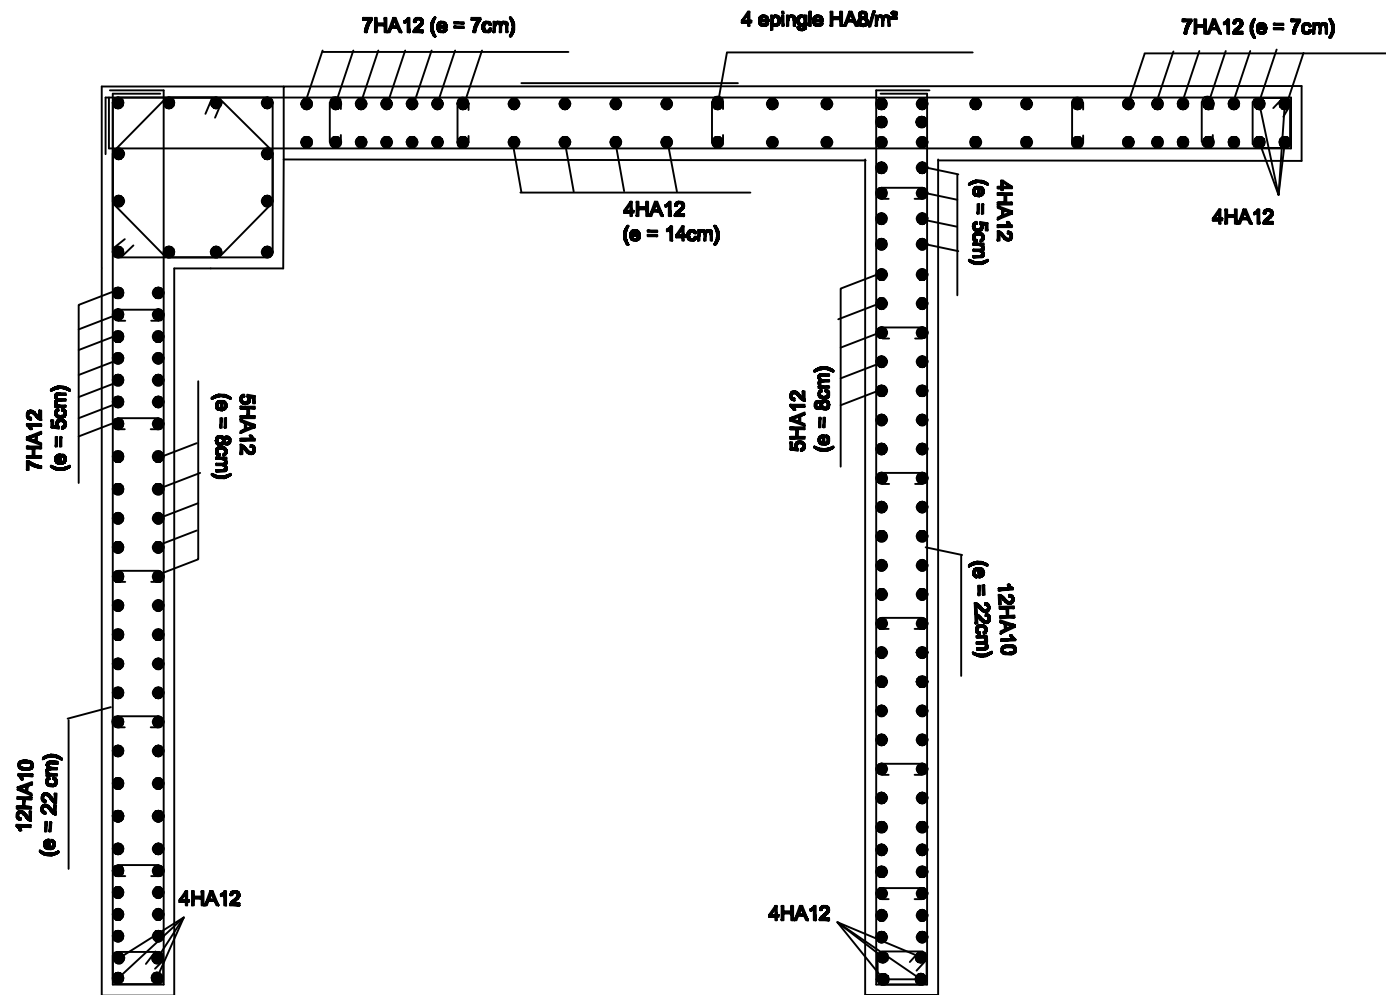 7HA12 (e = 7cm)
4 epingle HA8/m²
7HA12 (e = 7cm)
4HA12
(e = 14cm)
4HA12
(e = 5cm)
4HA12
7HA12
(e = 5cm)
5HA12
(e = 8cm)
5HA12
(e = 8cm)
12HA10
(e = 22cm)
12HA10
(e = 22 cm)
4HA12
4HA12